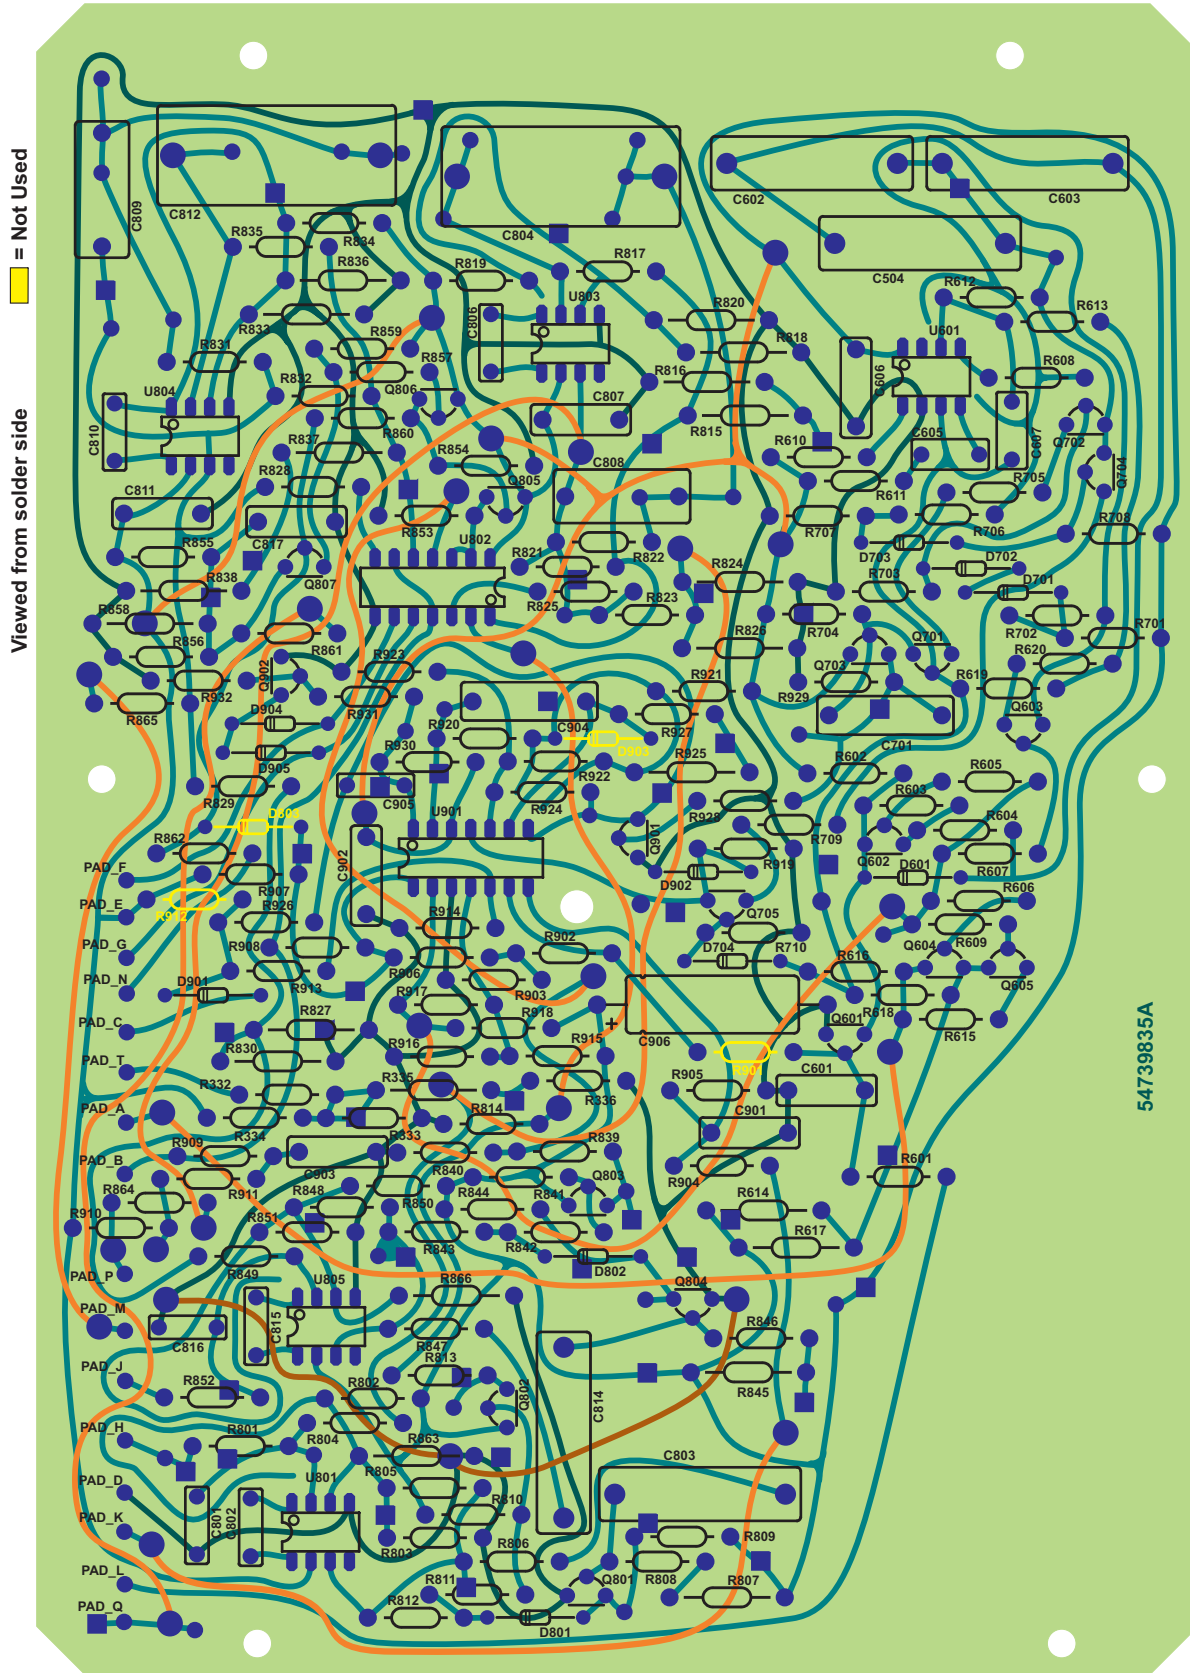 Viewed from solder side
= Not Used
C809
C812
C804
C602
C603
R835
R834
C504
R836
R819
R817
R612
U803
R613
R820
R833
C806
U601
R859
R818
R831
R857
R608
R832
R816
C606
U804
Q806
C807
R815
C810
R860
C605
C607
Q702
R837
R610
R854
R828
C808
Q704
Q805
R705
C811
R611
R853
R707
R706
R708
C817
R855
U802
R821
R822
D703
D702
R838
Q807
R824
R703
D701
R858
R825
R823
R704
R702
R701
R856
R861
R826
Q701
R620
Q902
R923
Q703
R932
R921
R929
R619
R865
D904
R931
Q603
R920
C904
R927
D903
C701
R930
D905
R922
R925
R602
R605
R829
C905
R924
R603
D803
U901
R928
R604
R709
R862
C902
Q901
Q602
PAD_F
R919
D601
R607
R907
D902
R606
PAD_E
R912
R926
R914
Q705
R609
PAD_G
R908
R902
R710
Q604
D704
R906
R616
PAD_N
D901
R913
R903
Q605
R917
R827
R918
R618
Q601
PAD_C
+
R615
54739835A
R830
R916
R915
C906
PAD_T
R901
C601
R332
R335
R905
R336
PAD_A
R814
C901
R334
R333
R909
R839
PAD_B
C903
R840
R904
R601
R911
Q803
R864
R848
R844
R841
R614
R850
R910
R851
R843
R842
R617
R849
D802
PAD_P
U805
R866
Q804
PAD_M
C815
R846
C816
R847
PAD_J
R813
R852
R802
Q802
R845
C814
PAD_H
R801
R804
R863
C803
U801
R805
PAD_D
R810
PAD_K
C801
C802
R803
R806
R809
PAD_L
R811
Q801
R808
R807
PAD_Q
R812
D801